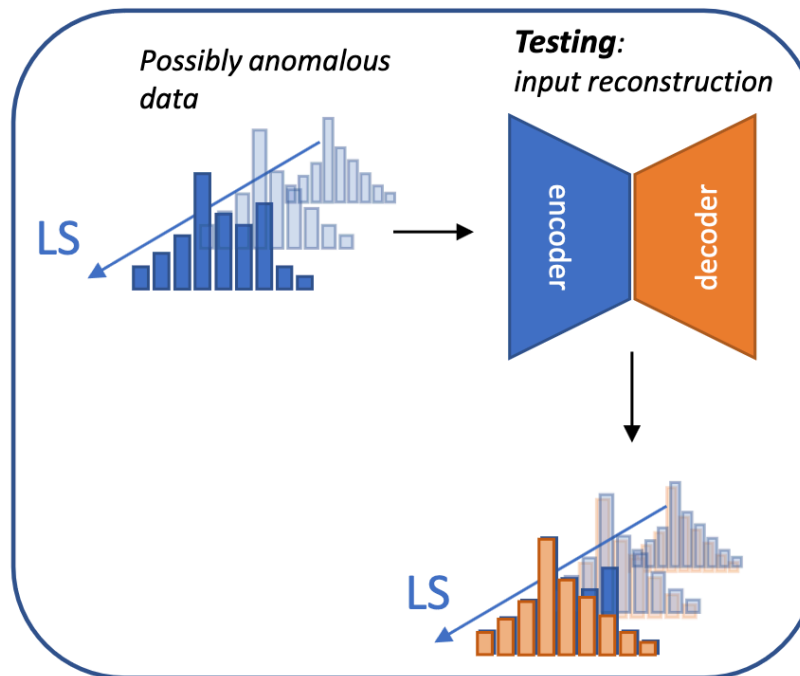 Possibly anomalous
data
Testing:
input reconstruction
LS
encoder
decoder
LS